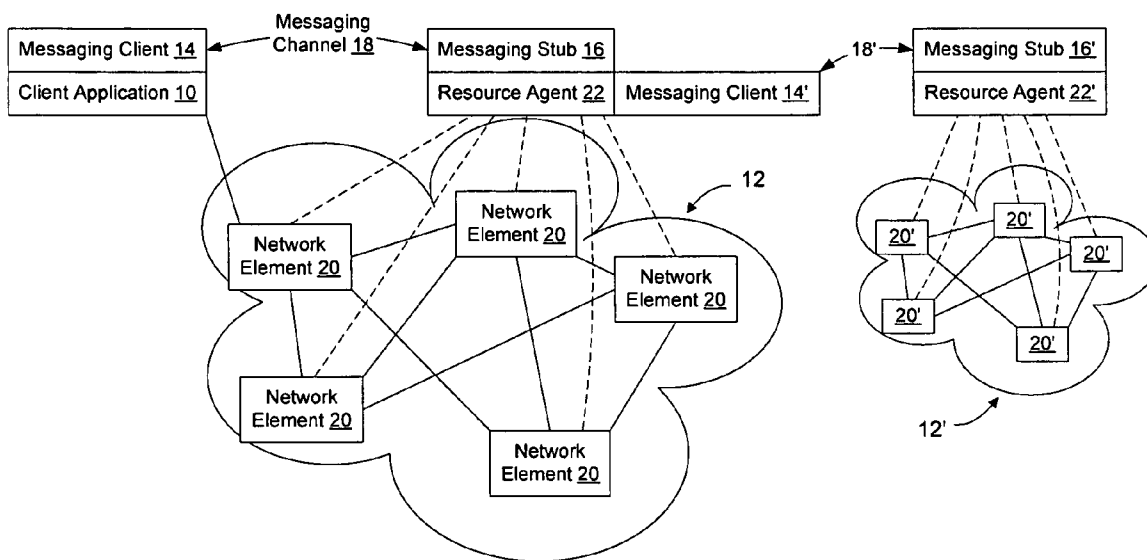 Messaging
Channel 18
Messaging Client 14
Client Application 10
Messaging Stub 16
Resource Agent 22
Messaging Client 14'
18'
Messaging Stub 16'
Resource Agent 22'
12
Network
Element 20
Network
Element 20
Network
Element 20
Network
Element 20
Network
Element 20
20'
20'
20'
20'
20'
12'